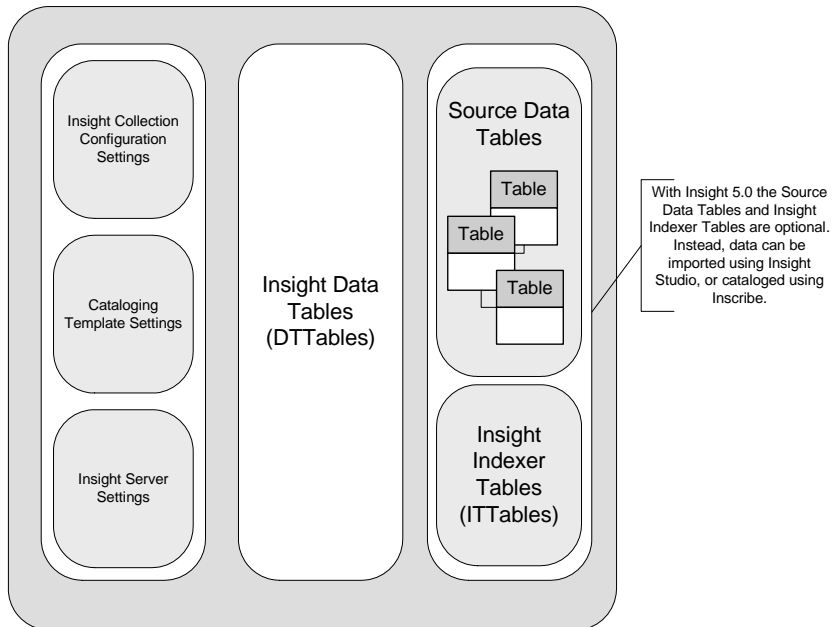 Insight Collection
Configuration
Settings
Cataloging
Template Settings
Insight Server
Settings
Insight Data
Tables
(DTTables)
Source Data
Tables
Table
Table
Table
Insight
Indexer
Tables
(ITTables)
With Insight 5.0 the Source
Data Tables and Insight
Indexer Tables are optional.
Instead, data can be
imported using Insight
Studio, or cataloged using
Inscribe.